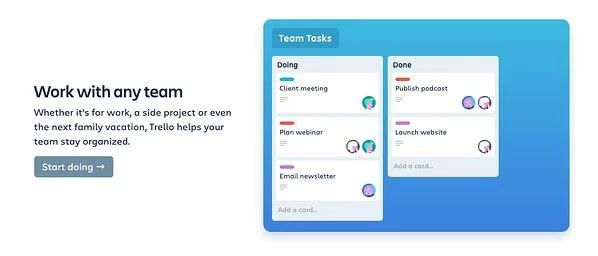 Work with any team
Whether it's for work, a side project or even
the next family vacation, Trello helps your
team stay organized.
Start doing →
Team Tasks
Doing
Client meeting
Plan webinar
Email newsletter
Add a card...
Done
Publish podcast
Launch website
Add a card...